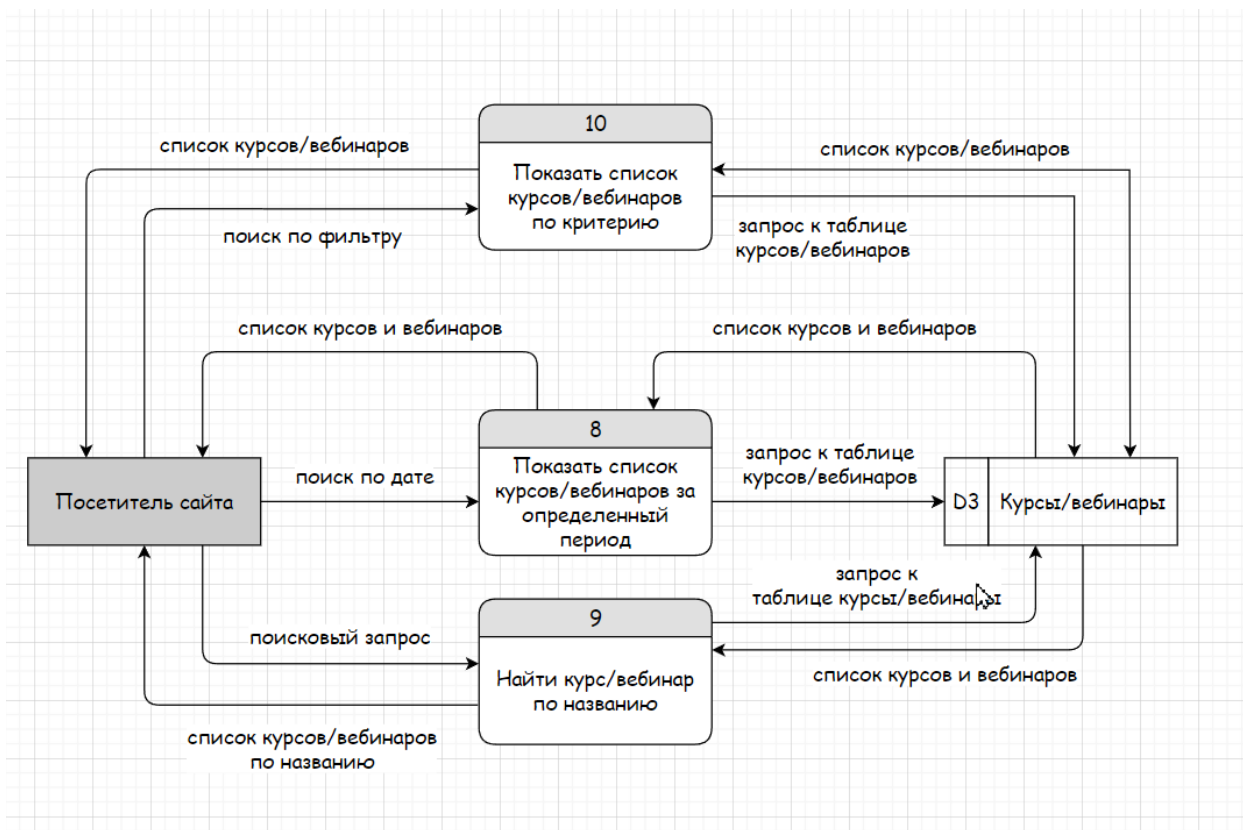 10
список курсов/вебинаров
список курсов/вебинаров
Показать список
курсов/вебинаров
по критерию
поиск по фильтру
запрос к таблице
курсов/вебинаров
список курсов и вебинаров
список курсов и вебинаров
8
Показать список
курсов/вебинаров за
определенный
период
поиск по дате
запрос к таблице
курсов/вебинаров
Посетитель сайта
D3
Курсы/вебинары
запрос к
таблице курсы/вебинары
9
поисковый запрос
Найти курс/вебинар
по названию
список курсов и вебинаров
список курсов/вебинаров
по названию